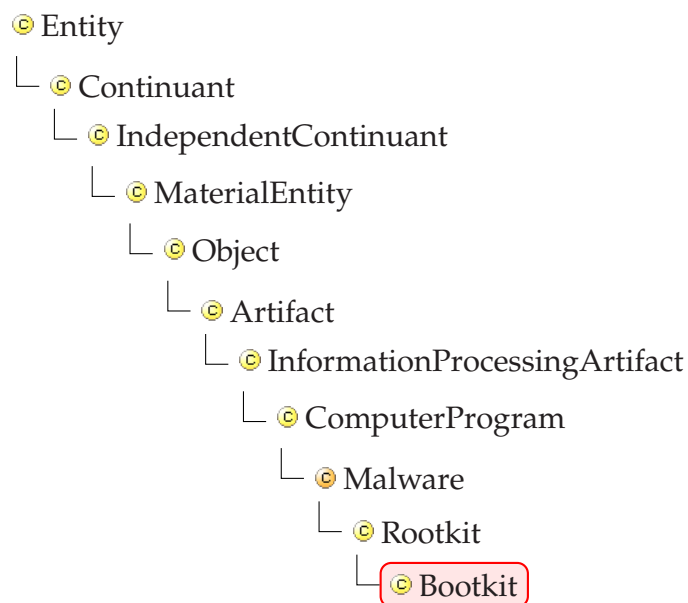 Entity
Continuant
IndependentContinuant
MaterialEntity
Object
Artifact
InformationProcessingArtifact
ComputerProgram
Malware
Rootkit
Bootkit